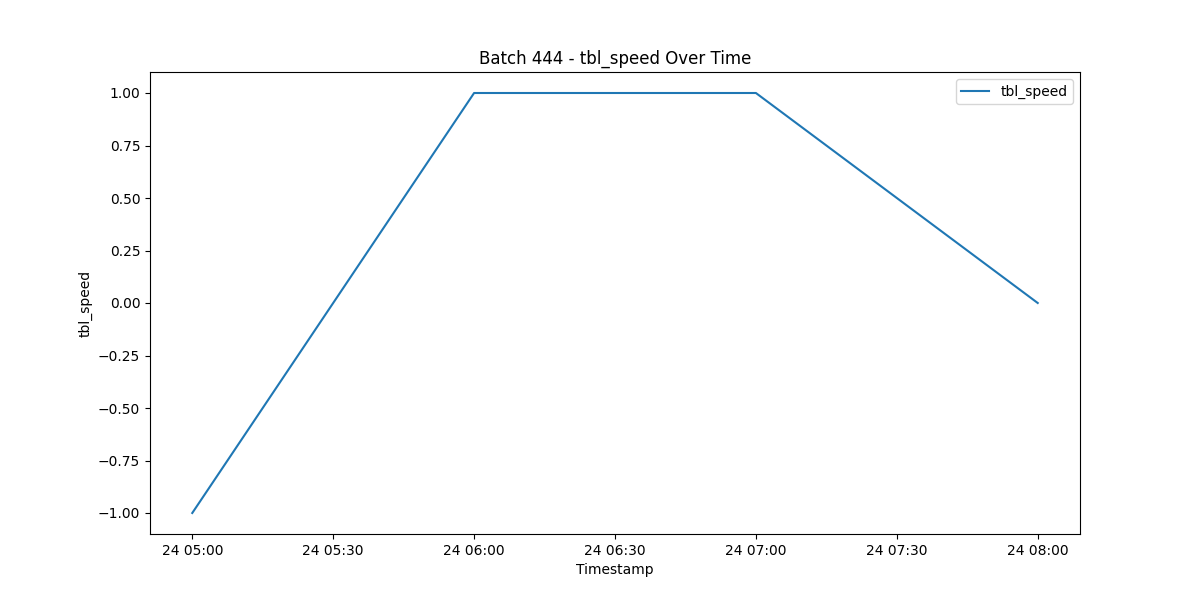 Batch 444 - tbl_speed Over Time
tbl_speed
1.00
0.75
0.50
0.25
0.00
−0.25
−0.50
−0.75
−1.00
tbl_speed
24 05:00 24 05:30 24 06:00 24 06:30 24 07:00 24 07:30 24 08:00
Timestamp